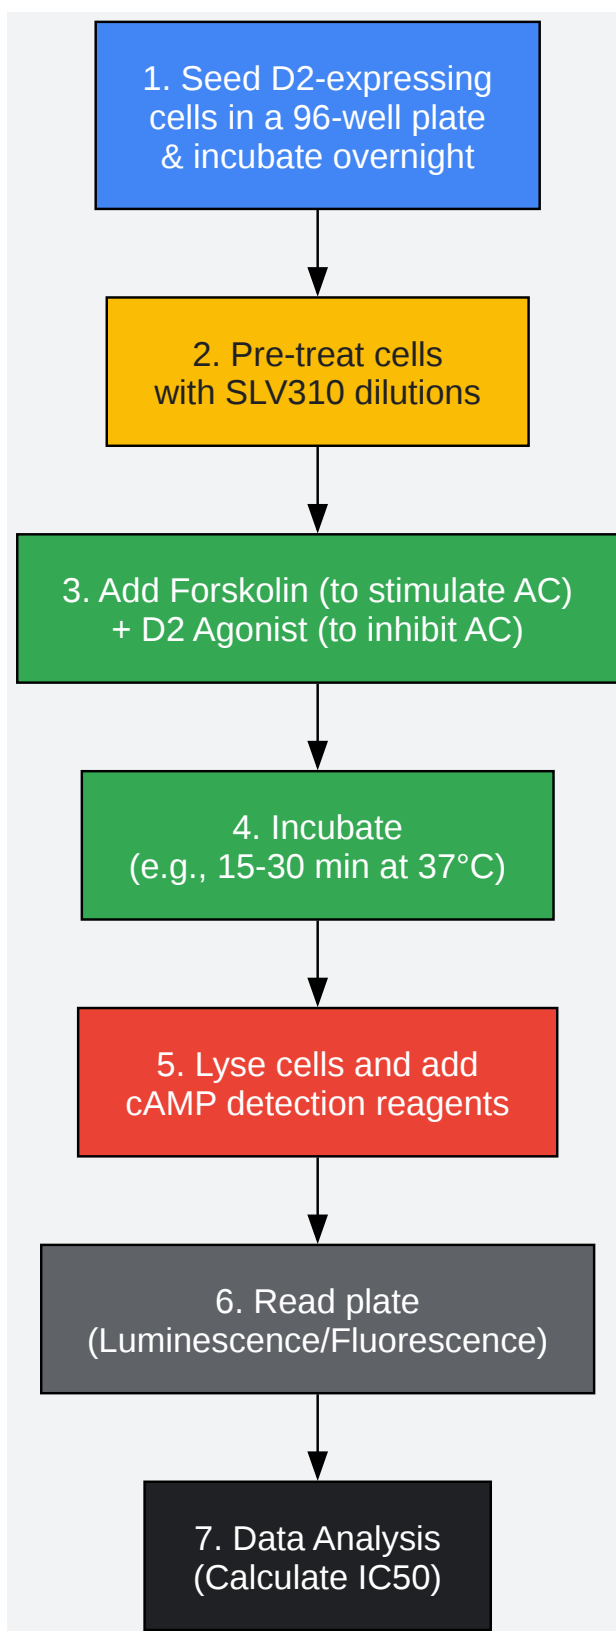 1. Seed D2-expressing
cells in a 96-well plate
& incubate overnight
2. Pre-treat cells
with SLV310 dilutions
3. Add Forskolin (to stimulate AC)
+ D2 Agonist (to inhibit AC)
4. Incubate
(e.g., 15-30 min at 37°C)
5. Lyse cells and add
cAMP detection reagents
6. Read plate
(Luminescence/Fluorescence)
7. Data Analysis
(Calculate IC50)